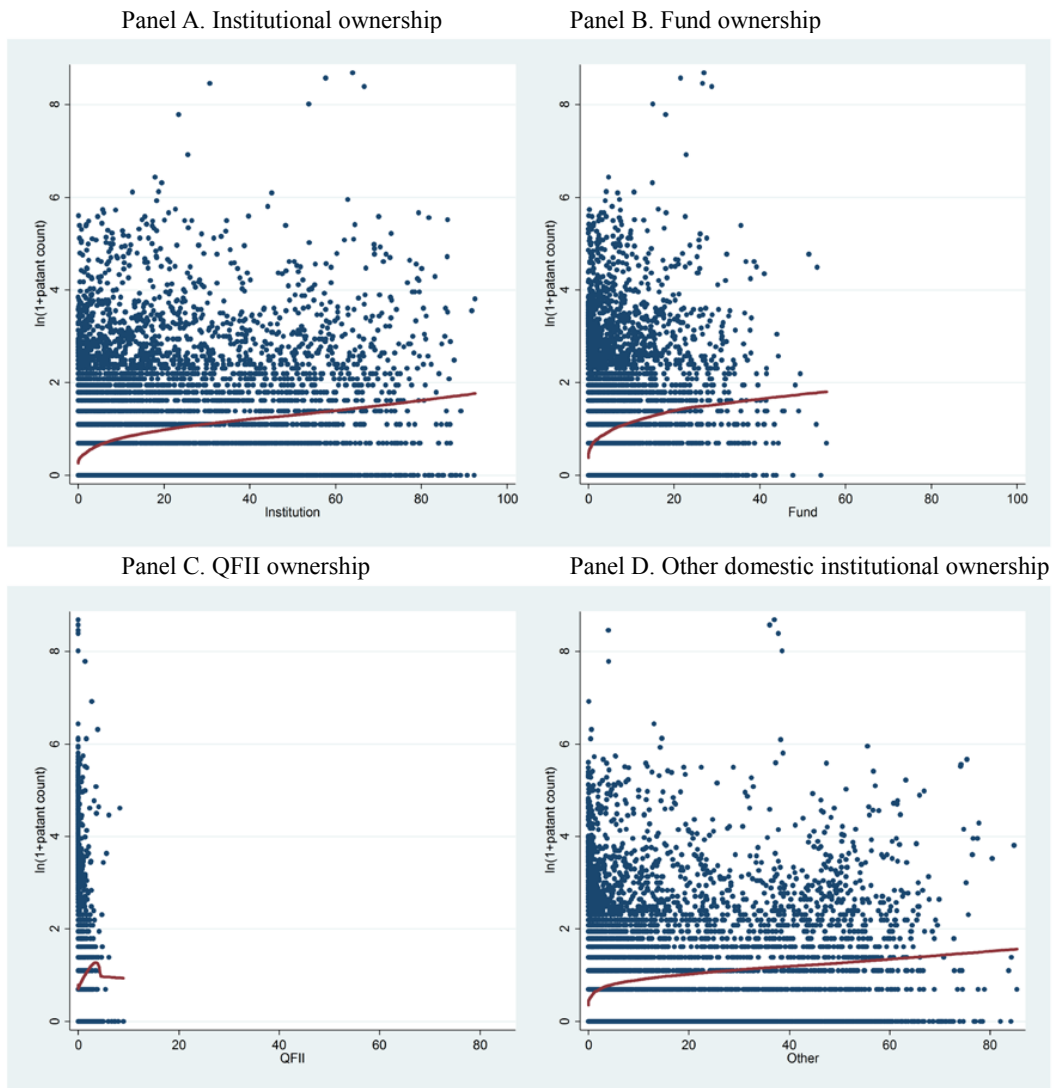 Panel A. Institutional ownership
Panel B. Fund ownership
ln(1+patant count)
0
2
4
6
8
0 20 40 60 80 100
Institution
ln(1+patant count)
0
2
4
6
8
0 20 40 60 80 100
Fund
Panel C. QFII ownership
Panel D. Other domestic institutional ownership
ln(1+patant count)
0
2
4
6
8
0 20 40 60 80
QFII
ln(1+patant count)
0
2
4
6
8
0 20 40 60 80
Other